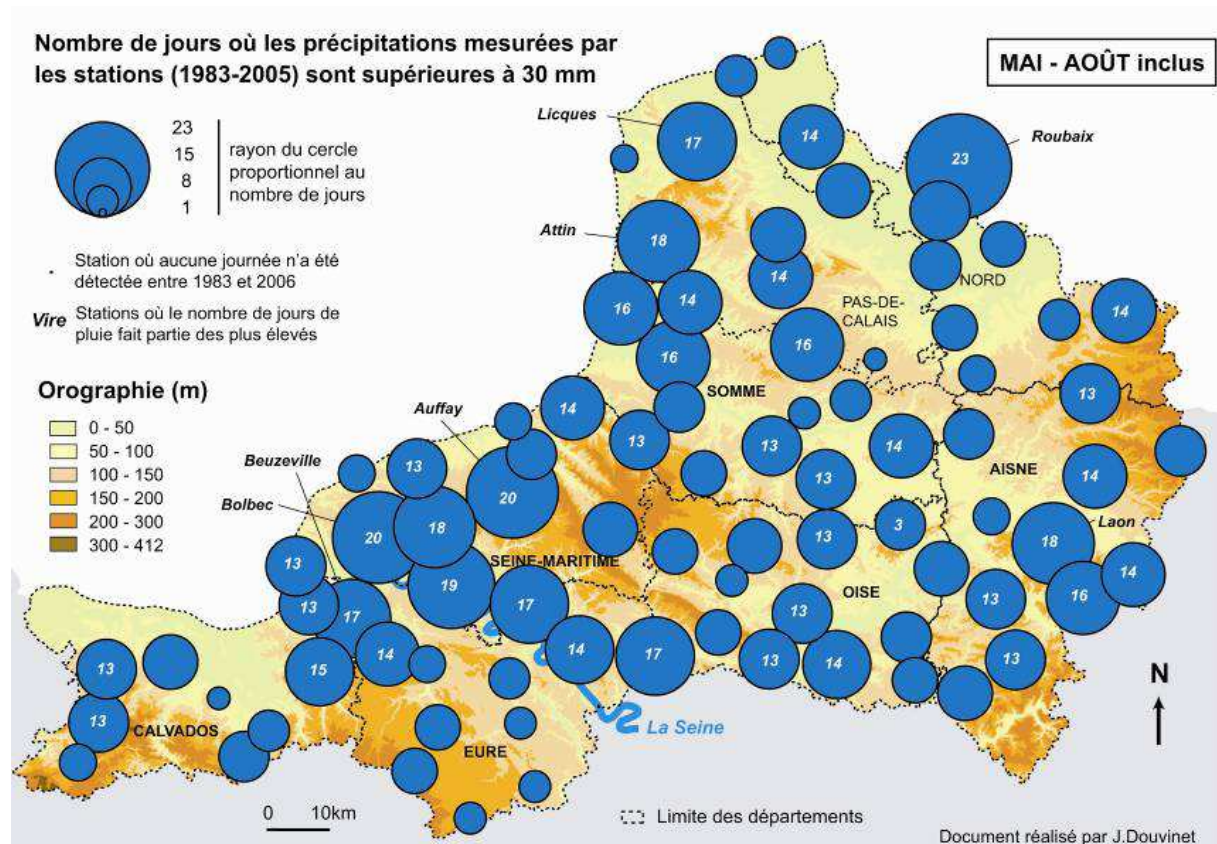 Nombre de jours où les précipitations mesurées par
les stations (1983-2005) sont supérieures à 30 mm
MAI - AOÛT inclus
23
15
8
1
rayon du cercle
proportionnel au
nombre de jours
Station où aucune journée n'a été
détectée entre 1983 et 2006
Vire Stations où le nombre de jours de
pluie fait partie des plus élevés
Orographie (m)
0 - 50
50 - 100
100 - 150
150 - 200
200 - 300
300 - 412
Licques
17
14
Roubaix
23
Attin
18
14
NORD
16
14
PAS-DE-
CALAIS
14
16
16
SOMME
13
Auffay
14
13
13
14
AISNE
Beuzeville
13
14
13
Bolbec
20
20
18
SEINE-MARITIME
13
3
Laon
18
13
19
OISE
14
13
17
17
13
13
16
14
13
15
14
17
13
14
13
13
CALVADOS
EURE
La Seine
N
0 10km
Limite des départements
Document réalisé par J.Douvinet